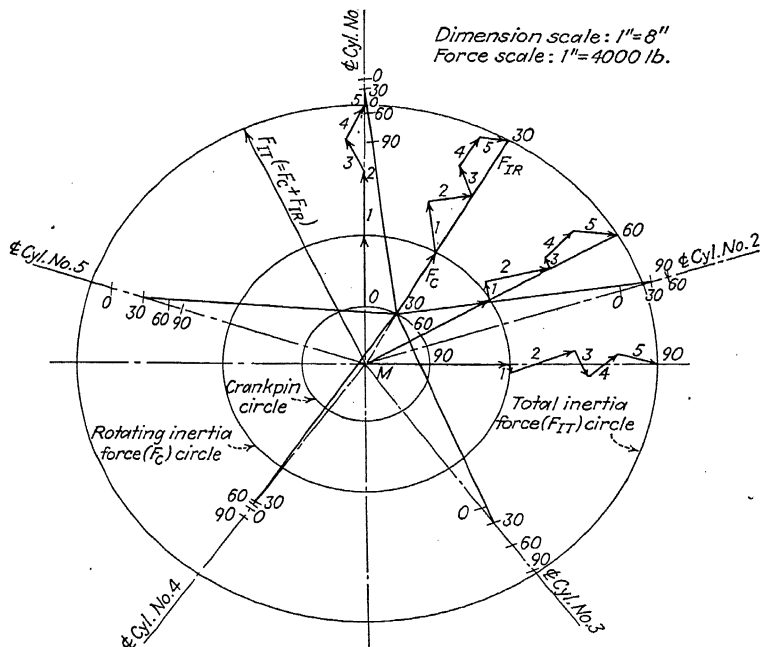 Dimension scale: 1"=8"
Force scale: 1"=4000 lb.
℄ Cyl. No.
0
30
5
0
60
4
90
3
2
1
F_IT (=F_C+F_IR)
30
5
4
F_IR
3
2
1
F_C
60
5
4
3
2
1
℄ Cyl. No. 2
90
60
30
0
℄ Cyl. No. 5
0
30
60
90
0
30
60
90
M
1
2
3
4
5
90
Crankpin
circle
Rotating inertia
force (F_C) circle
Total inertia
force (F_IT) circle
60
30
90
0
0
30
60
90
℄ Cyl. No. 4
℄ Cyl. No. 3